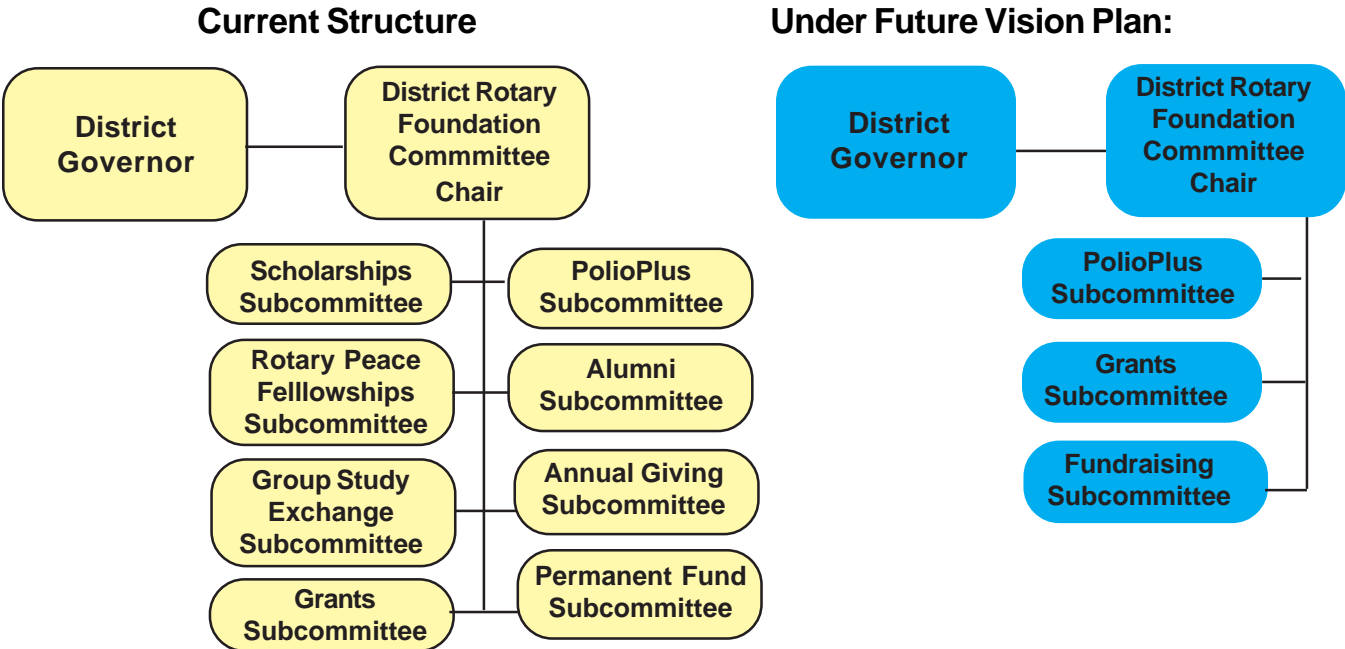 Current Structure
Under Future Vision Plan:
District
Governor
District Rotary
Foundation
Commmittee
Chair
Scholarships
Subcommittee
PolioPlus
Subcommittee
Rotary Peace
Felllowships
Subcommittee
Alumni
Subcommittee
Group Study
Exchange
Subcommittee
Annual Giving
Subcommittee
Grants
Subcommittee
Permanent Fund
Subcommittee
District
Governor
District Rotary
Foundation
Commmittee
Chair
PolioPlus
Subcommittee
Grants
Subcommittee
Fundraising
Subcommittee